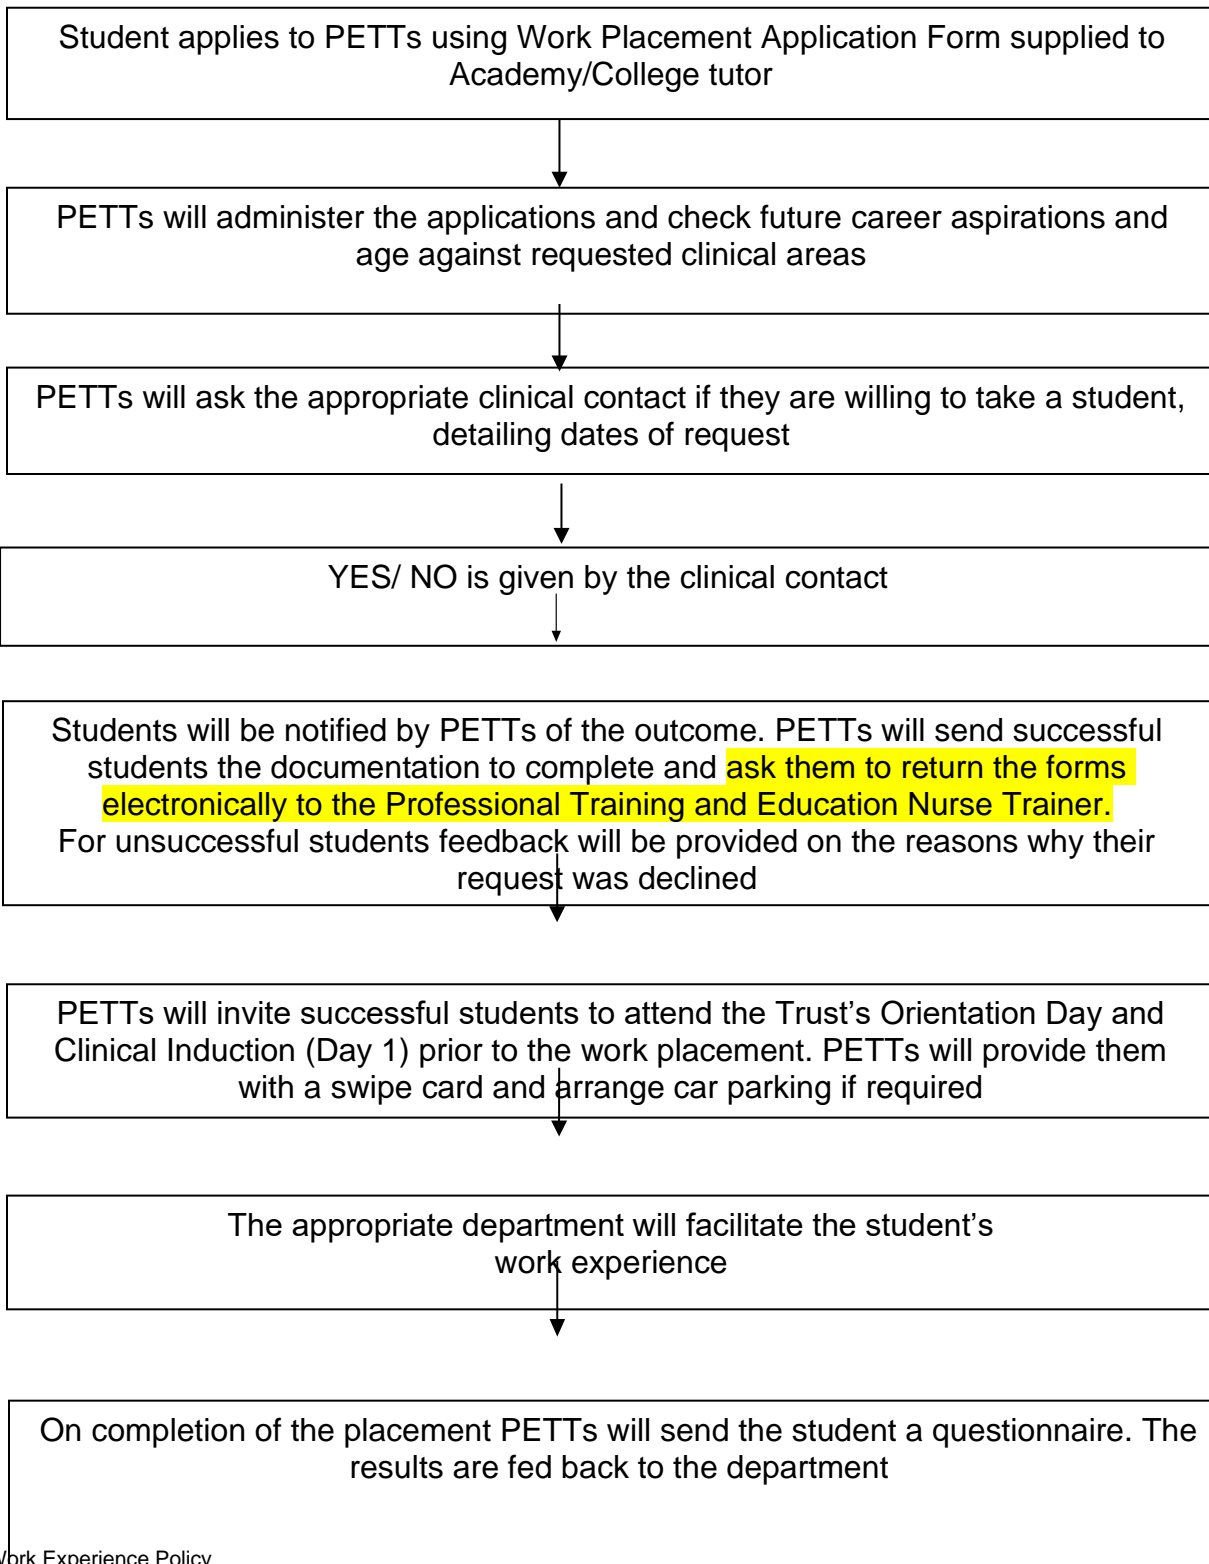 Student applies to PETTs using Work Placement Application Form supplied to
Academy/College tutor
PETTs will administer the applications and check future career aspirations and
age against requested clinical areas
PETTs will ask the appropriate clinical contact if they are willing to take a student,
detailing dates of request
YES/ NO is given by the clinical contact
Students will be notified by PETTs of the outcome. PETTs will send successful
students the documentation to complete and ask them to return the forms
electronically to the Professional Training and Education Nurse Trainer.
For unsuccessful students feedback will be provided on the reasons why their
request was declined
PETTs will invite successful students to attend the Trust’s Orientation Day and
Clinical Induction (Day 1) prior to the work placement. PETTs will provide them
with a swipe card and arrange car parking if required
The appropriate department will facilitate the student’s
work experience
On completion of the placement PETTs will send the student a questionnaire. The
results are fed back to the department
Work Experience Policy